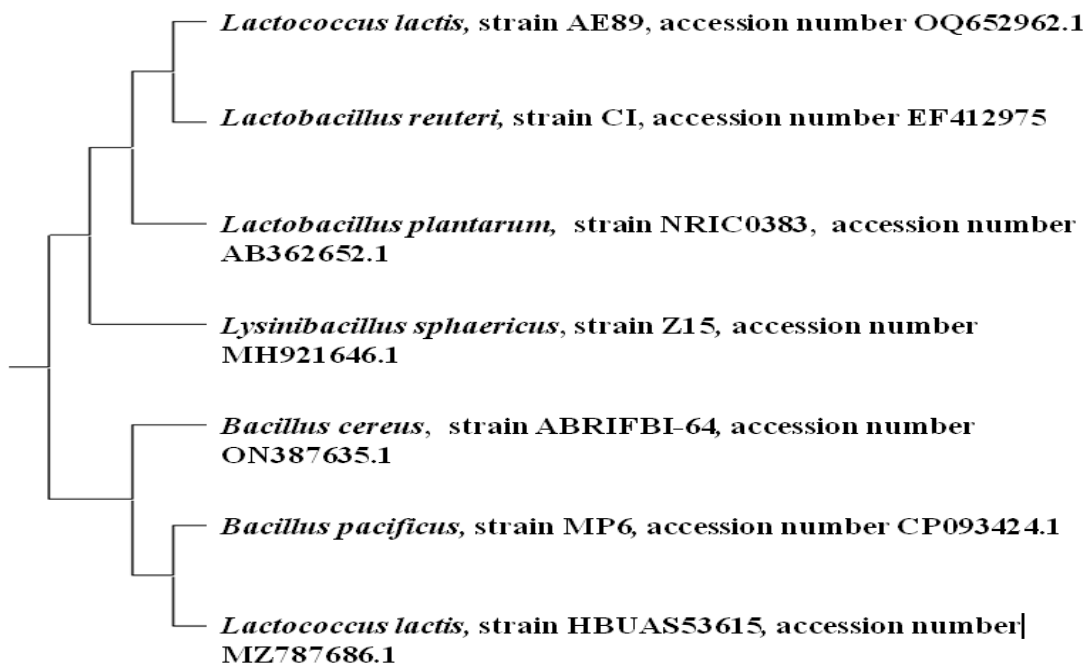 Lactococcus lactis, strain AE89, accession number OQ652962.1
Lactobacillus reuteri, strain CI, accession number EF412975
Lactobacillus plantarum, strain NRIC0383, accession number
AB362652.1
Lysinibacillus sphaericus, strain Z15, accession number
MH921646.1
Bacillus cereus, strain ABRIFBI-64, accession number
ON387635.1
Bacillus pacificus, strain MP6, accession number CP093424.1
Lactococcus lactis, strain HBUAS53615, accession number
MZ787686.1